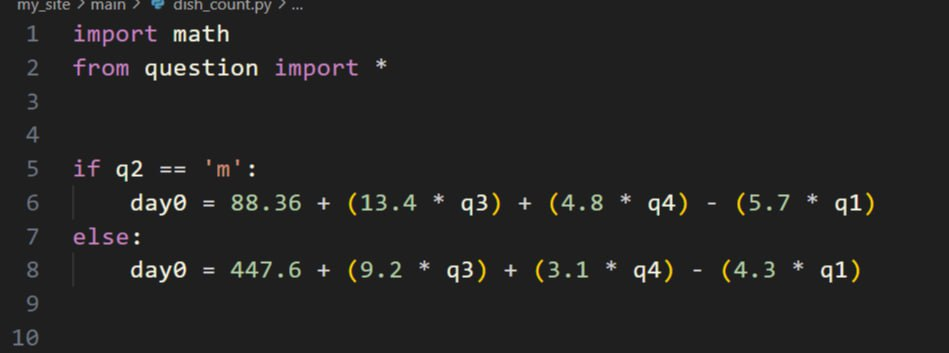 my_site > main > dish_count.py > ...
1 import math
2 from question import *
3
4
5 if q2 == 'm':
6 day0 = 88.36 + (13.4 * q3) + (4.8 * q4) - (5.7 * q1)
7 else:
8 day0 = 447.6 + (9.2 * q3) + (3.1 * q4) - (4.3 * q1)
9
10